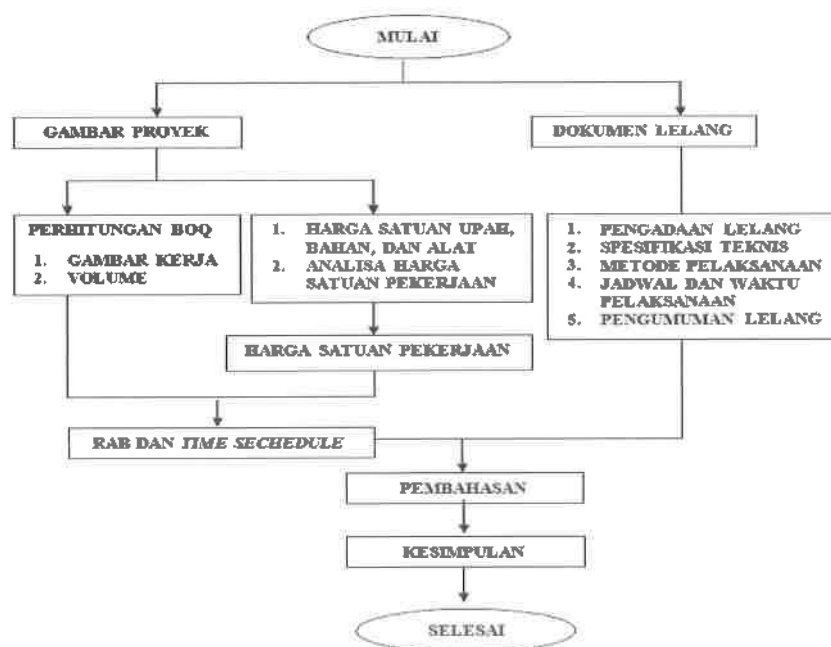 MULAI
GAMBAR PROYEK
DOKUMEN LELANG
PERHITUNGAN BOQ
1. GAMBAR KERJA
2. VOLUME
1. HARGA SATUAN UPAH,
BAHAN, DAN ALAT
2. ANALISA HARGA
SATUAN PEKERJAAN
1. PENGADAAN LELANG
2. SPESIFIKASI TEKNIS
3. METODE PELAKSANAAN
4. JADWAL DAN WAKTU
PELAKSANAAN
5. PENGUMUMAN LELANG
HARGA SATUAN PEKERJAAN
RAB DAN TIME SECHEDULE
PEMBAHASAN
KESIMPULAN
SELESAI